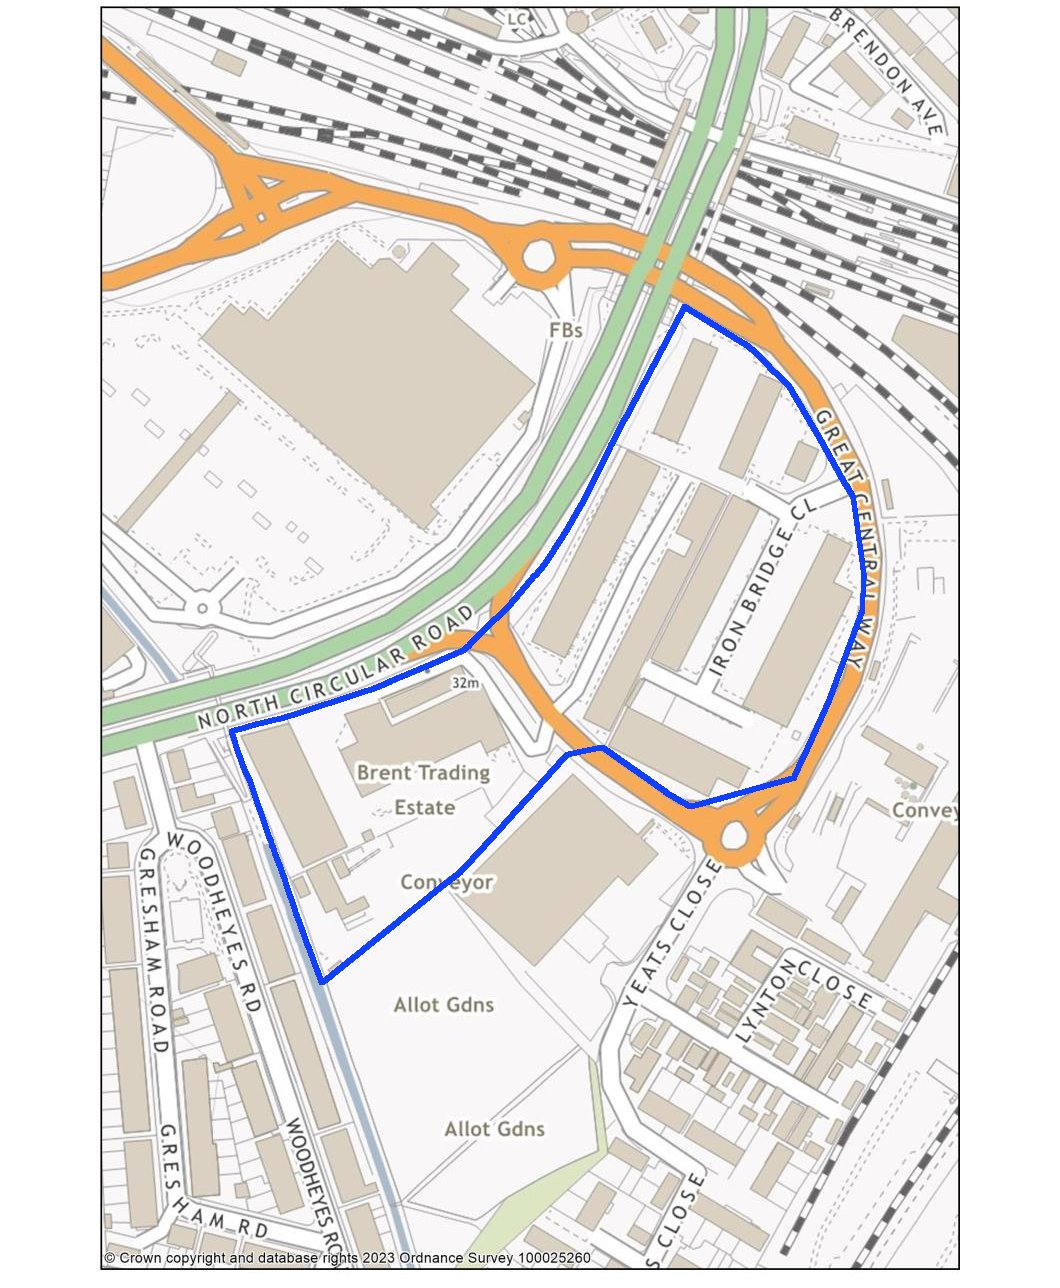 LC
BRENDON AVE
FBs
GREAT CENTRAL WAY
IRON BRIDGE CL
NORTH CIRCULAR ROAD
32m
Brent Trading
Estate
Convey
Conveyor
WOODHEYES RD
GRESHAM ROAD
YEATS CLOSE
LYNTON CLOSE
Allot Gdns
Allot Gdns
GRESHAM RD
WOODHEYES RO
S CLOSE
© Crown copyright and database rights 2023 Ordnance Survey 100025260